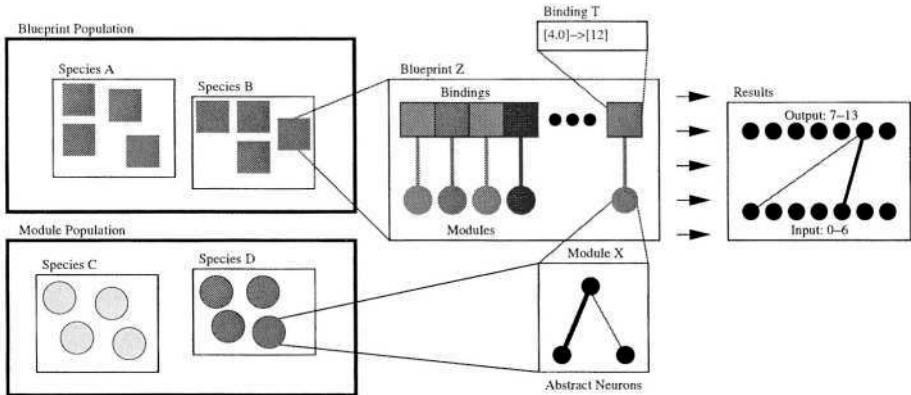 Blueprint Population
Species A
Species B
Binding T
[4.0]–>[12]
Blueprint Z
Bindings
Modules
Results
Output: 7–13
Input: 0–6
Module Population
Species C
Species D
Module X
Abstract Neurons